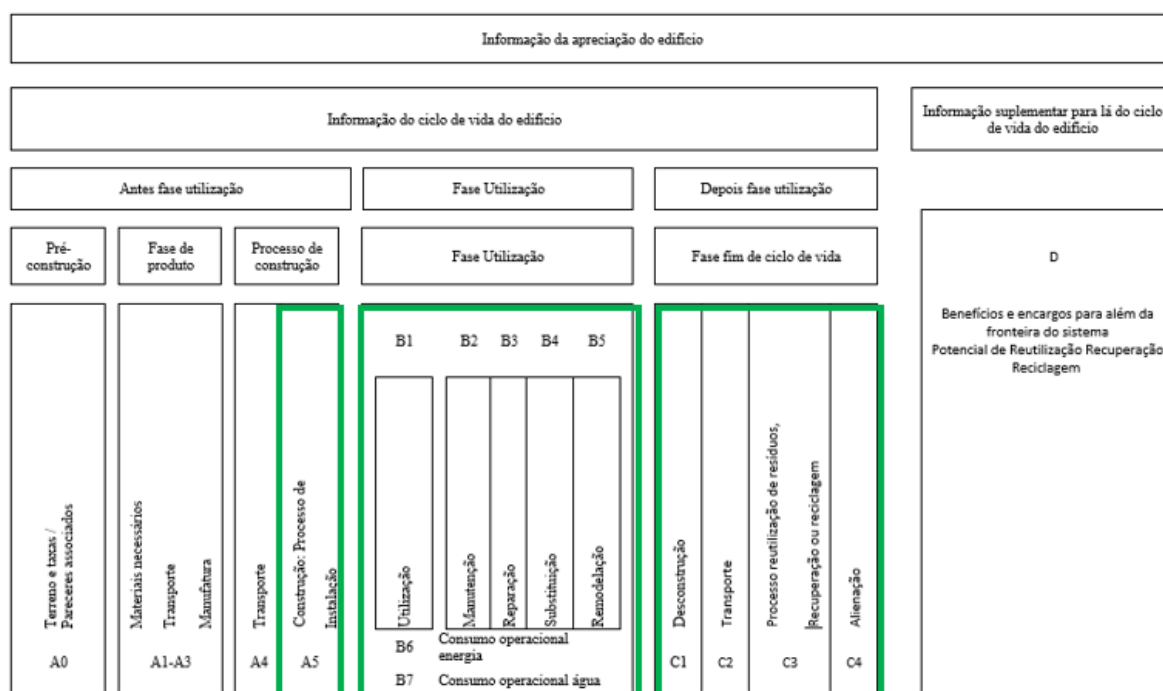 Informação da apreciação do edifício
Informação do ciclo de vida do edifício
Informação suplementar para lá do ciclo
de vida do edifício
Antes fase utilização
Fase Utilização
Depois fase utilização
Pré-
construção
Fase de
produto
Processo de
construção
Fase Utilização
Fase fim de ciclo de vida
D
Benefícios e encargos para além da
fronteira do sistema
Potencial de Reutilização Recuperação
Reciclagem
B1
B2
B3
B4
B5
Terreno e taxas /
Pareceres associados
Materiais necessários
Transporte
Manufatura
Transporte
Construção: Processo de
Instalação
Utilização
Manutenção
Reparação
Substituição
Remodelação
Desconstrução
Transporte
Processo reutilização de resíduos,
Recuperação ou reciclagem
Alienação
B6
Consumo operacional
energia
B7
Consumo operacional água
A0
A1-A3
A4
A5
C1
C2
C3
C4